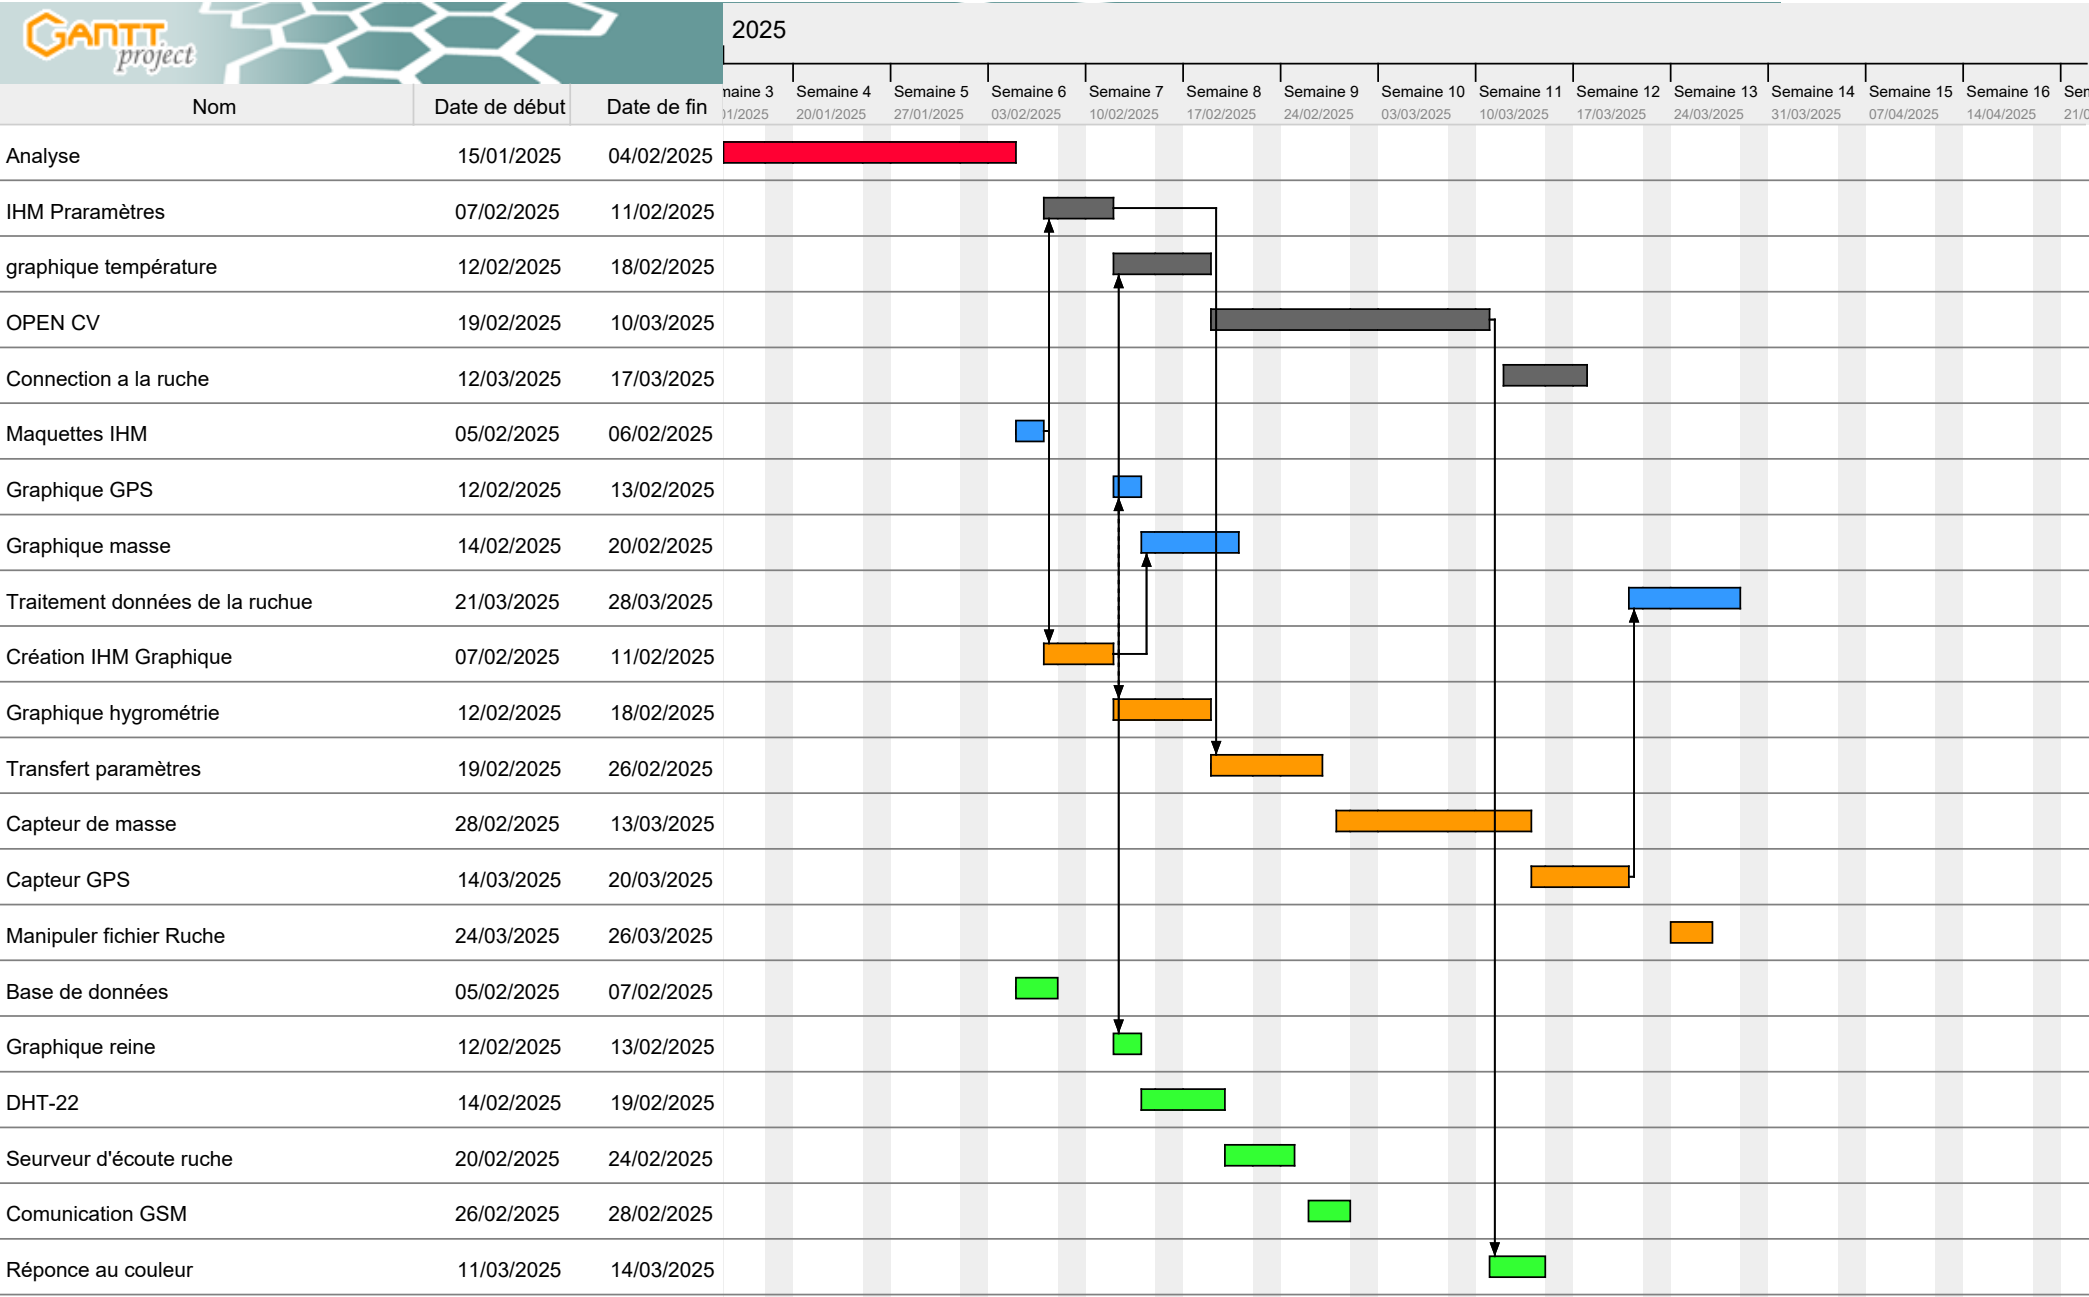 GANTT
project
2025
maine 3 Semaine 4 Semaine 5 Semaine 6 Semaine 7 Semaine 8 Semaine 9 Semaine 10 Semaine 11 Semaine 12 Semaine 13 Semaine 14 Semaine 15 Semaine 16 Sem
Nom Date de début Date de fin
01/2025 20/01/2025 27/01/2025 03/02/2025 10/02/2025 17/02/2025 24/02/2025 03/03/2025 10/03/2025 17/03/2025 24/03/2025 31/03/2025 07/04/2025 14/04/2025 21/0
Analyse 15/01/2025 04/02/2025
IHM Praramètres 07/02/2025 11/02/2025
graphique température 12/02/2025 18/02/2025
OPEN CV 19/02/2025 10/03/2025
Connection a la ruche 12/03/2025 17/03/2025
Maquettes IHM 05/02/2025 06/02/2025
Graphique GPS 12/02/2025 13/02/2025
Graphique masse 14/02/2025 20/02/2025
Traitement données de la ruchue 21/03/2025 28/03/2025
Création IHM Graphique 07/02/2025 11/02/2025
Graphique hygrométrie 12/02/2025 18/02/2025
Transfert paramètres 19/02/2025 26/02/2025
Capteur de masse 28/02/2025 13/03/2025
Capteur GPS 14/03/2025 20/03/2025
Manipuler fichier Ruche 24/03/2025 26/03/2025
Base de données 05/02/2025 07/02/2025
Graphique reine 12/02/2025 13/02/2025
DHT-22 14/02/2025 19/02/2025
Seurveur d'écoute ruche 20/02/2025 24/02/2025
Comunication GSM 26/02/2025 28/02/2025
Réponce au couleur 11/03/2025 14/03/2025